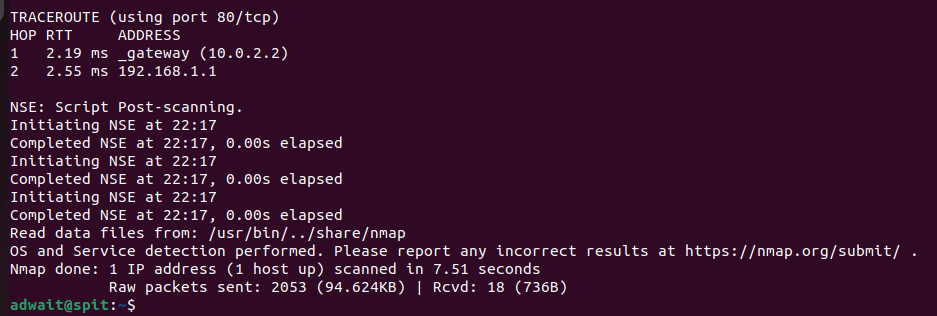 TRACEROUTE (using port 80/tcp)
HOP RTT     ADDRESS
1   2.19 ms _gateway (10.0.2.2)
2   2.55 ms 192.168.1.1

NSE: Script Post-scanning.
Initiating NSE at 22:17
Completed NSE at 22:17, 0.00s elapsed
Initiating NSE at 22:17
Completed NSE at 22:17, 0.00s elapsed
Initiating NSE at 22:17
Completed NSE at 22:17, 0.00s elapsed
Read data files from: /usr/bin/../share/nmap
OS and Service detection performed. Please report any incorrect results at https://nmap.org/submit/ .
Nmap done: 1 IP address (1 host up) scanned in 7.51 seconds
           Raw packets sent: 2053 (94.624KB) | Rcvd: 18 (736B)
adwait@spit:~$